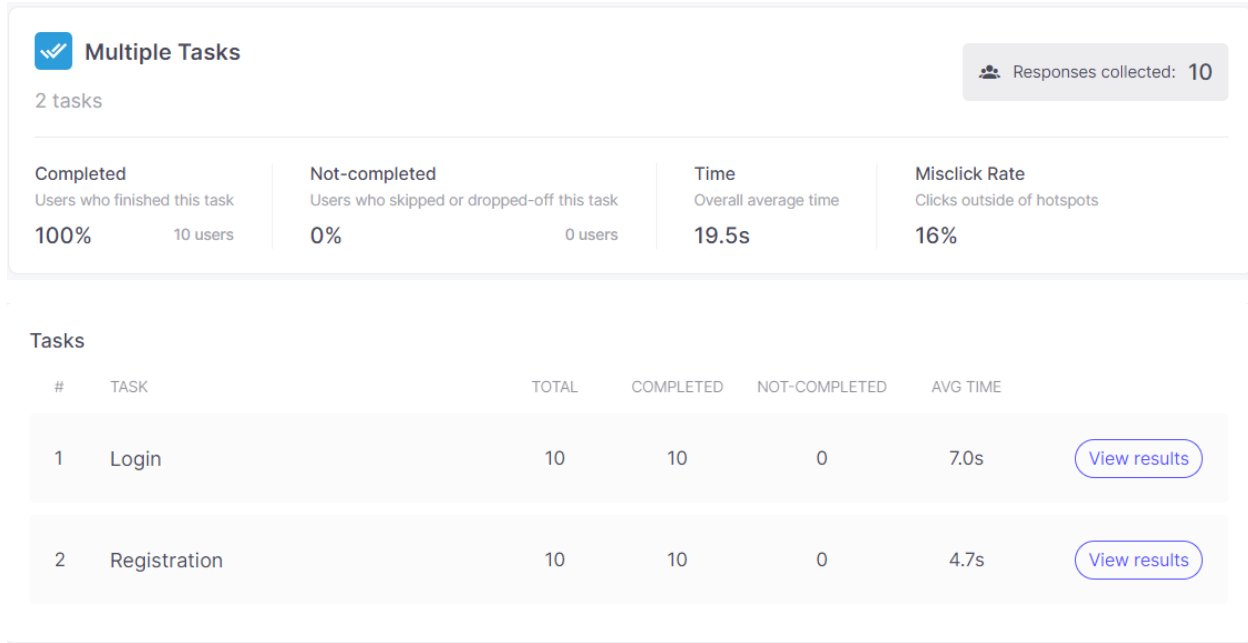 Multiple Tasks
Responses collected: 10
2 tasks
Completed
Users who finished this task
100% 10 users
Not-completed
Users who skipped or dropped-off this task
0% 0 users
Time
Overall average time
19.5s
Misclick Rate
Clicks outside of hotspots
16%
Tasks
# TASK TOTAL COMPLETED NOT-COMPLETED AVG TIME
1 Login 10 10 0 7.0s View results
2 Registration 10 10 0 4.7s View results